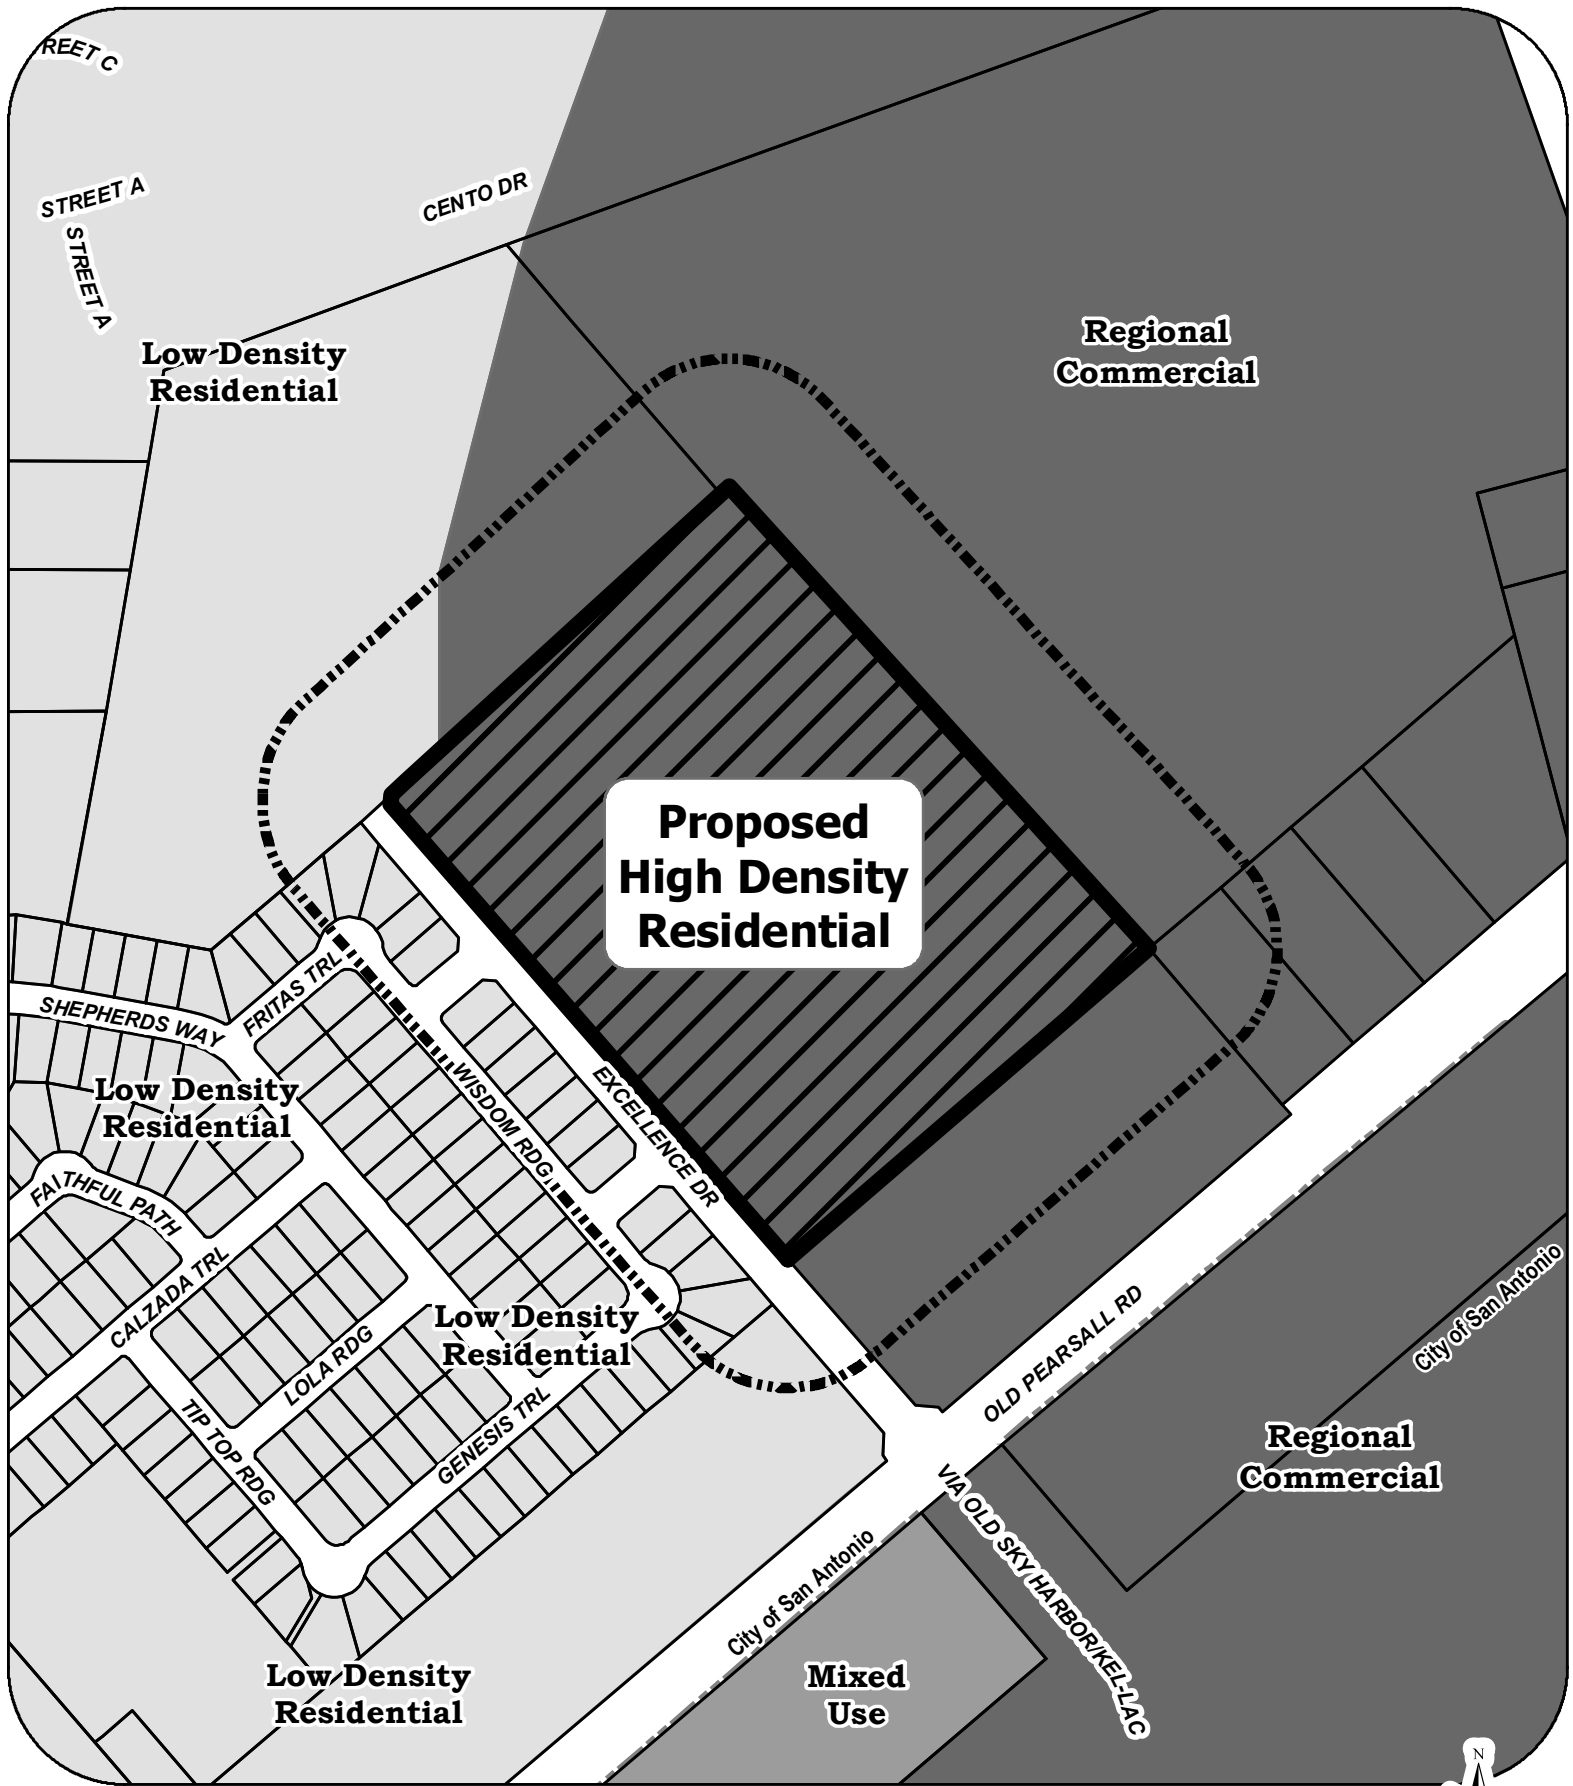 REET C
STREET A
CENTO DR
STREET A
Low Density
Residential
Regional
Commercial
Proposed
High Density
Residential
FRITAS TRL
SHEPHERDS WAY
Low Density
Residential
WISDOM RDG
EXCELLENCE DR
FAITHFUL PATH
CALZADA TRL
Low Density
Residential
LOLA RDG
OLD PEARSALL RD
City of San Antonio
TIP TOP RDG
GENESIS TRL
Regional
Commercial
VIA OLD SKY HARBOR/KEL-LAC
City of San Antonio
Low Density
Residential
Mixed
Use
N